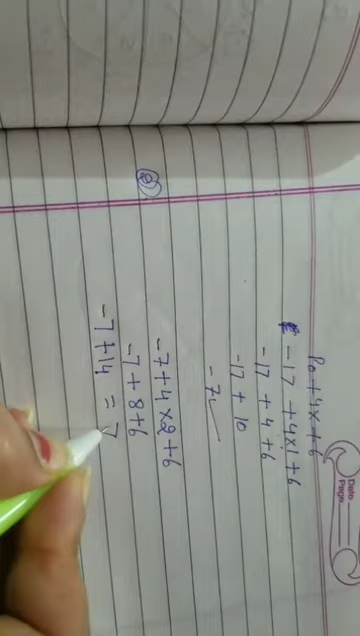 Date
Page
P0+4x+6
-17 +4x1+6
-17 + 4 +6
-17 + 10
-7
e
-7+4x2+6
-7+8+6
-7+14 = 7